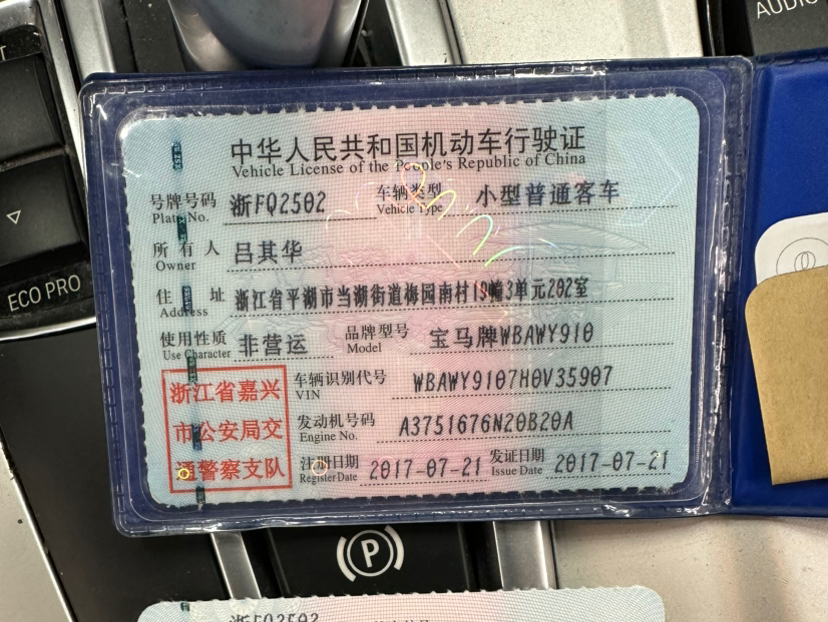 AUDIO
ECO PRO
中华人民共和国机动车行驶证
Vehicle License of the People's Republic of China
号牌号码 浙FQ2502 车辆类型 小型普通客车
Plate No. Vehicle Type
所有人 吕其华
Owner
住址 浙江省平湖市当湖街道梅园南村19幢3单元202室
Address
使用性质 非营运 品牌型号 宝马牌WBAWY910
Use Character Model
浙江省嘉兴
市公安局交
通警察支队
车辆识别代号 WBAWY9107H0V35907
VIN
发动机号码 A3751676N20B20A
Engine No.
注册日期 2017-07-21 发证日期 2017-07-21
Register Date Issue Date
P
浙FQ2502